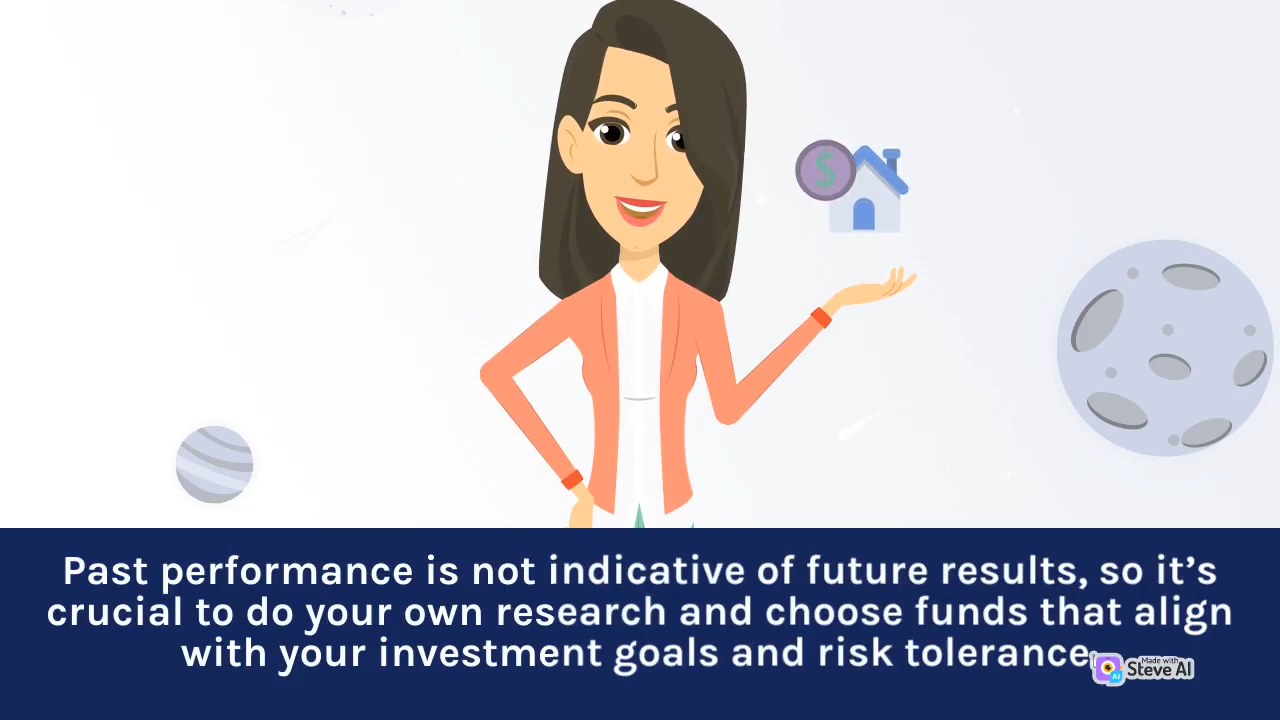 $
Past performance is not indicative of future results, so it's
crucial to do your own research and choose funds that align
with your investment goals and risk tolerance.
Made with
Steve AI
AI